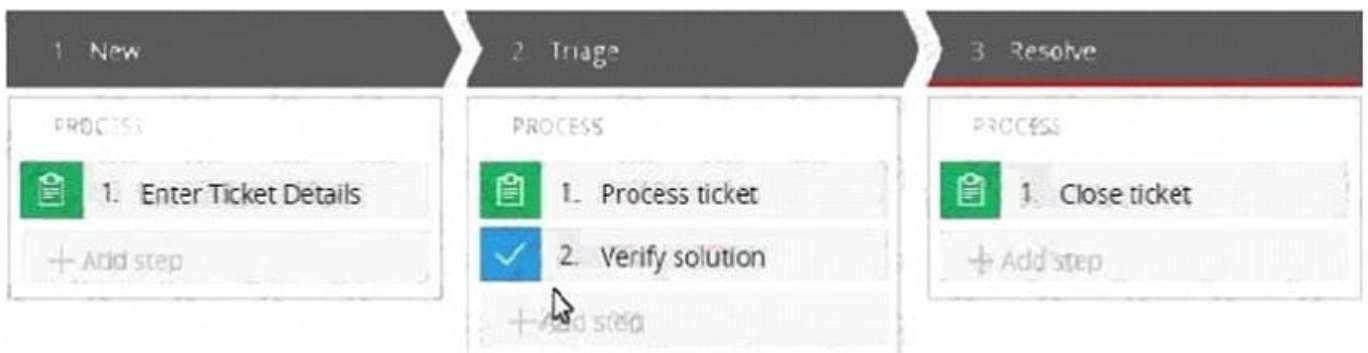 1 New
PROCESS
1. Enter Ticket Details
+ Add step
2 Triage
PROCESS
1. Process ticket
2. Verify solution
+ Add step
3 Resolve
PROCESS
1. Close ticket
+ Add step